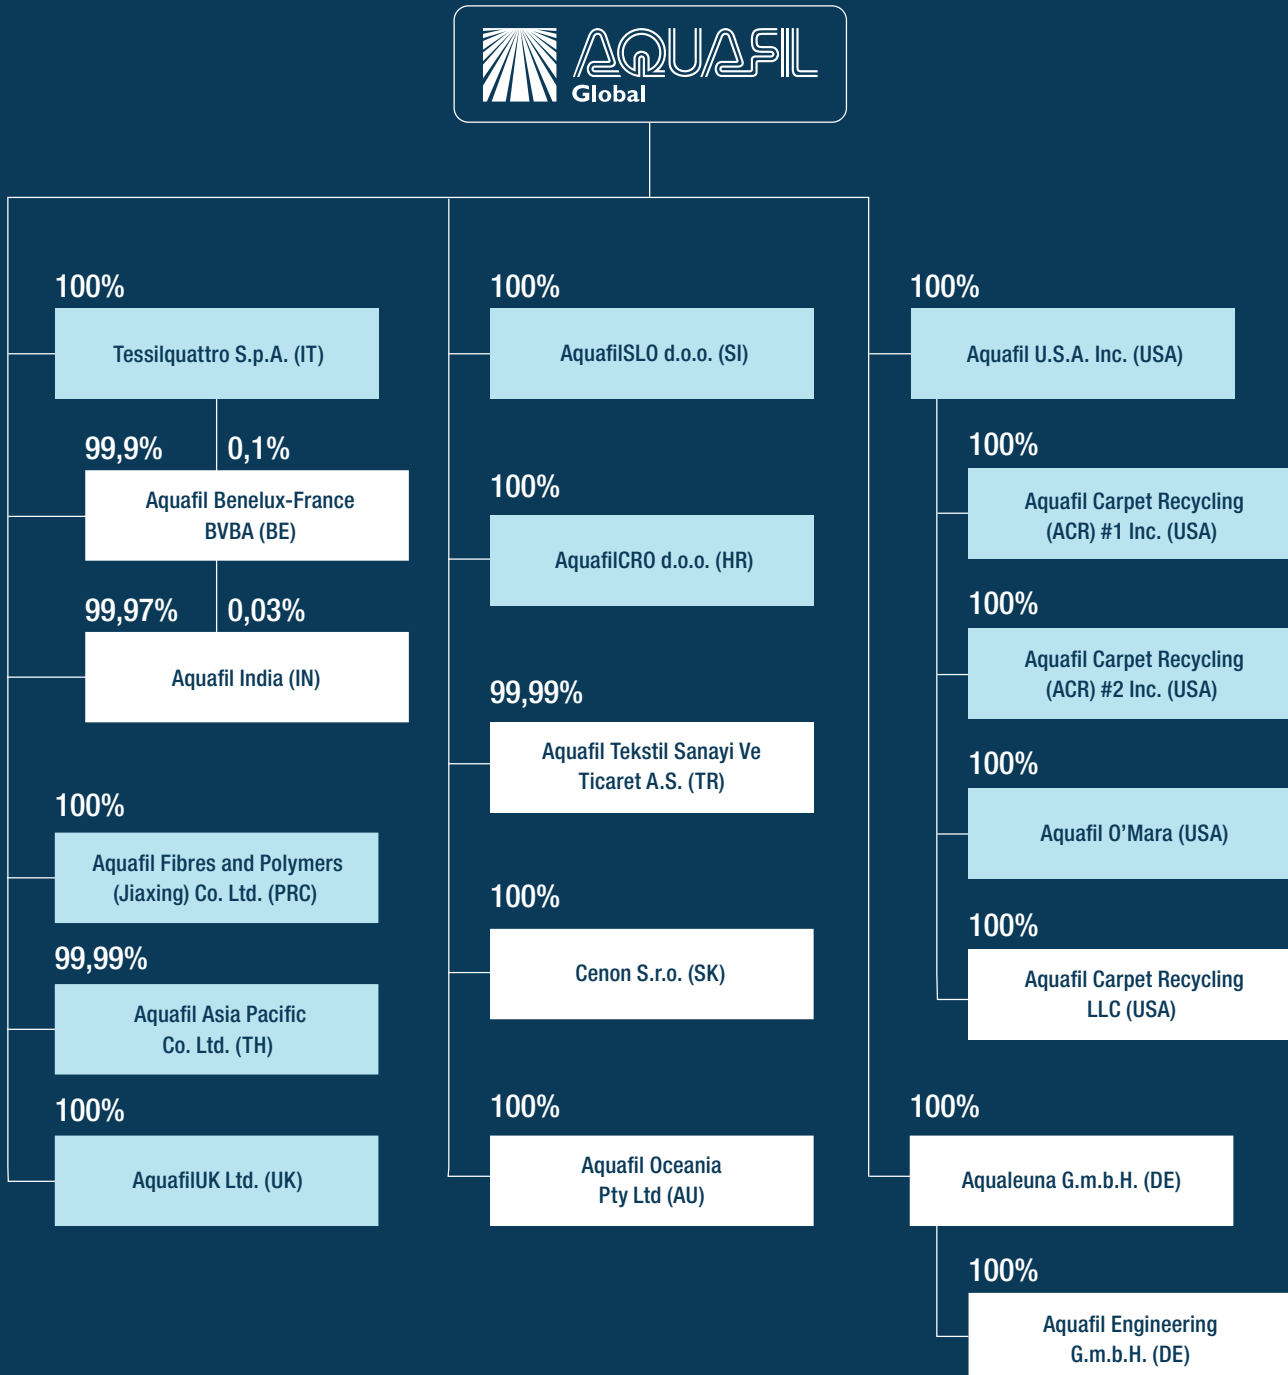 AQUAFIL
Global
100%
Tessilquattro S.p.A. (IT)
99,9%
0,1%
Aquafil Benelux-France
BVBA (BE)
99,97%
0,03%
Aquafil India (IN)
100%
Aquafil Fibres and Polymers
(Jiaxing) Co. Ltd. (PRC)
99,99%
Aquafil Asia Pacific
Co. Ltd. (TH)
100%
AquafilUK Ltd. (UK)
100%
AquafilSLO d.o.o. (SI)
100%
AquafilCRO d.o.o. (HR)
99,99%
Aquafil Tekstil Sanayi Ve
Ticaret A.S. (TR)
100%
Cenon S.r.o. (SK)
100%
Aquafil Oceania
Pty Ltd (AU)
100%
Aquafil U.S.A. Inc. (USA)
100%
Aquafil Carpet Recycling
(ACR) #1 Inc. (USA)
100%
Aquafil Carpet Recycling
(ACR) #2 Inc. (USA)
100%
Aquafil O’Mara (USA)
100%
Aquafil Carpet Recycling
LLC (USA)
100%
Aqualeuna G.m.b.H. (DE)
100%
Aquafil Engineering
G.m.b.H. (DE)